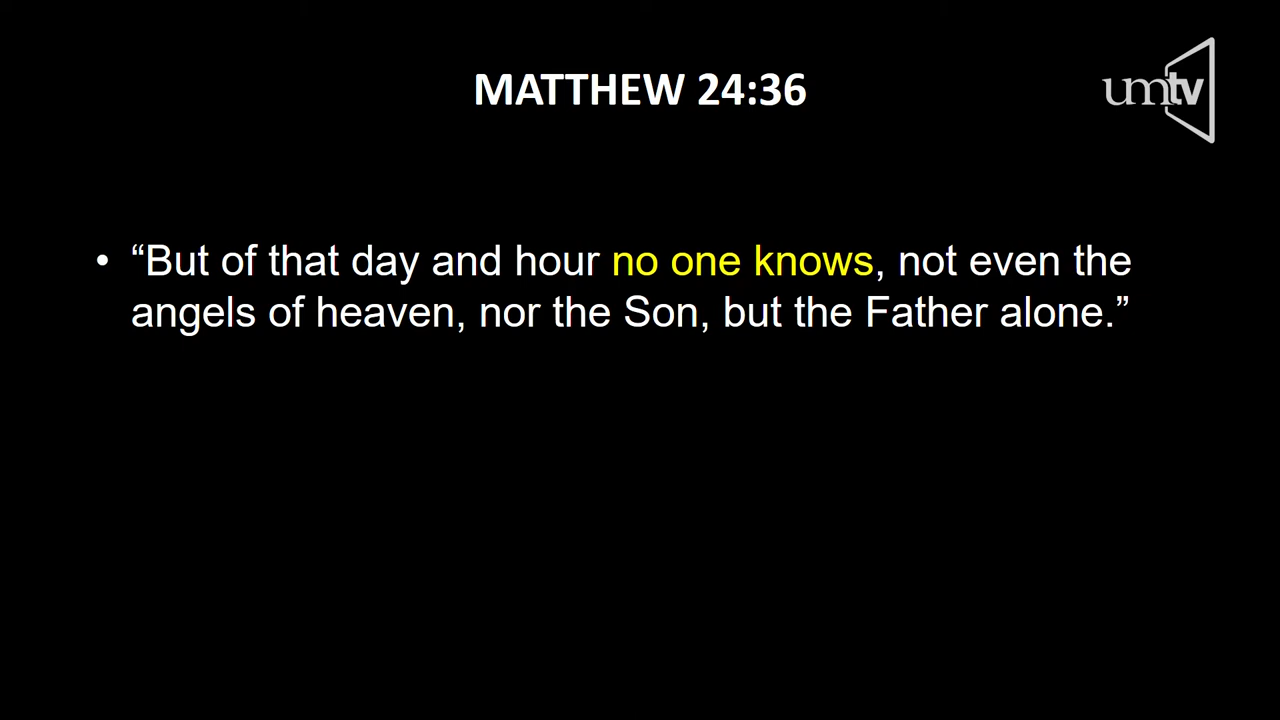 MATTHEW 24:36
umtv
• “But of that day and hour no one knows, not even the
angels of heaven, nor the Son, but the Father alone.”